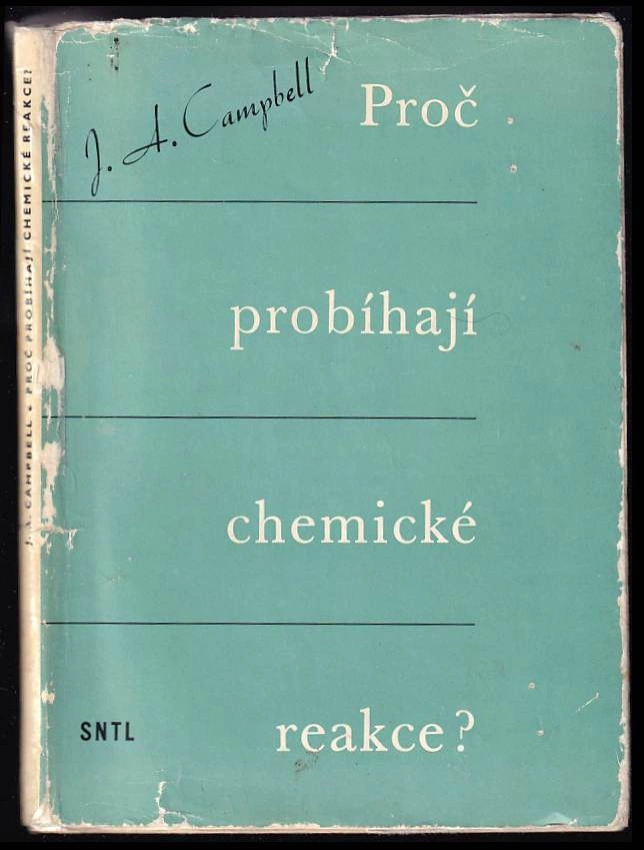 J. A. CAMPBELL • PROČ PROBÍHAJÍ CHEMICKÉ REAKCE?
J. A. Campbell
Proč
probíhají
chemické
reakce?
SNTL